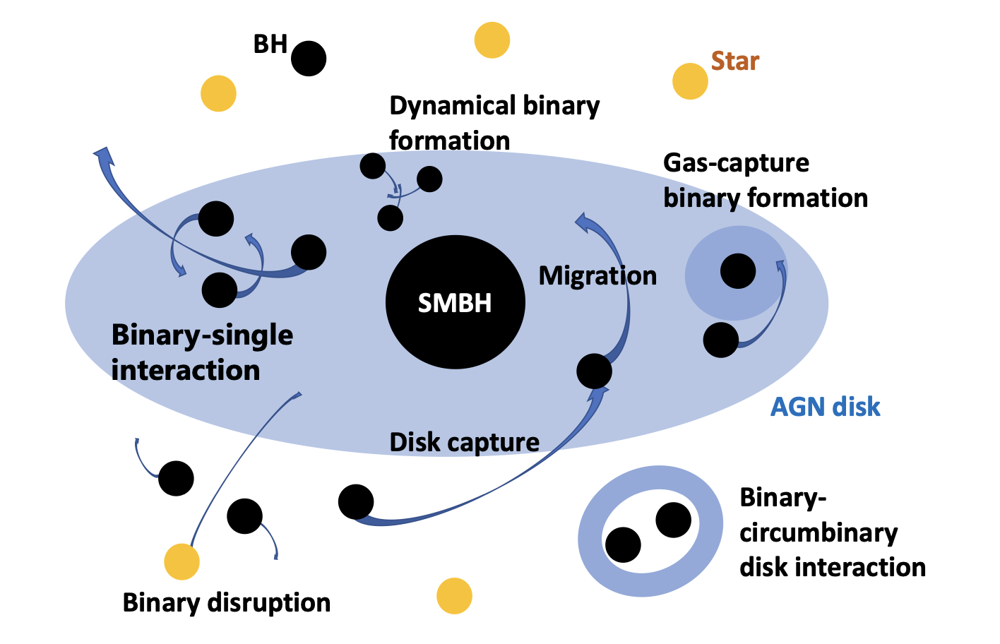 BH
Star
Dynamical binary
formation
Gas-capture
binary formation
Migration
SMBH
Binary-single
interaction
AGN disk
Disk capture
Binary-
circumbinary
disk interaction
Binary disruption